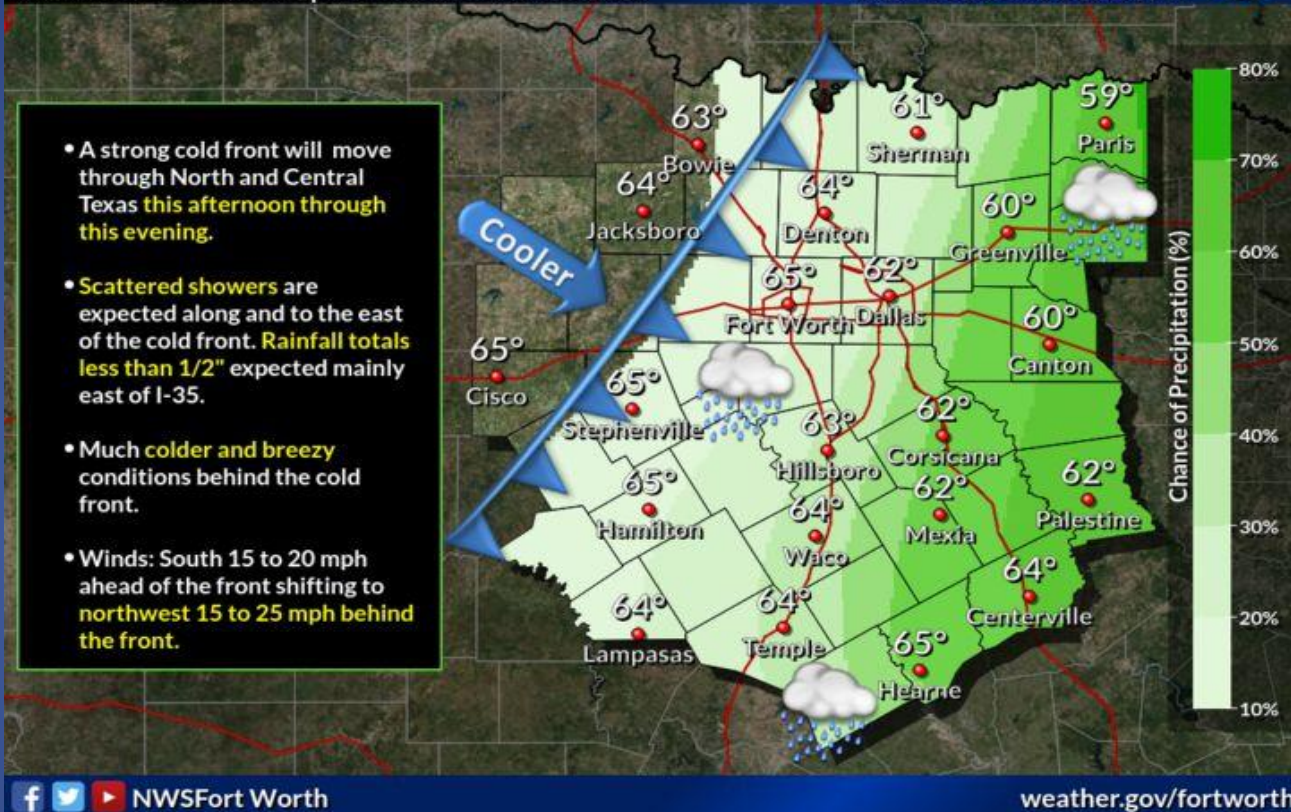 • A strong cold front will move
through North and Central
Texas this afternoon through
this evening.
• Scattered showers are
expected along and to the east
of the cold front. Rainfall totals
less than 1/2" expected mainly
east of I-35.
• Much colder and breezy
conditions behind the cold
front.
• Winds: South 15 to 20 mph
ahead of the front shifting to
northwest 15 to 25 mph behind
the front.
Cooler
63°
Bowie
61°
Sherman
59°
Paris
64°
Jacksboro
64°
Denton
60°
Greenville
65°
Fort Worth
62°
Dallas
60°
Canton
65°
Cisco
65°
Stephenville
63°
Hillsboro
62°
Corsicana
65°
Hamilton
64°
Waco
62°
Mexia
62°
Palestine
64°
Lampasas
64°
Temple
64°
Centerville
65°
Hearne
Chance of Precipitation (%)
80%
70%
60%
50%
40%
30%
20%
10%
NWSFort Worth
weather.gov/fortworth